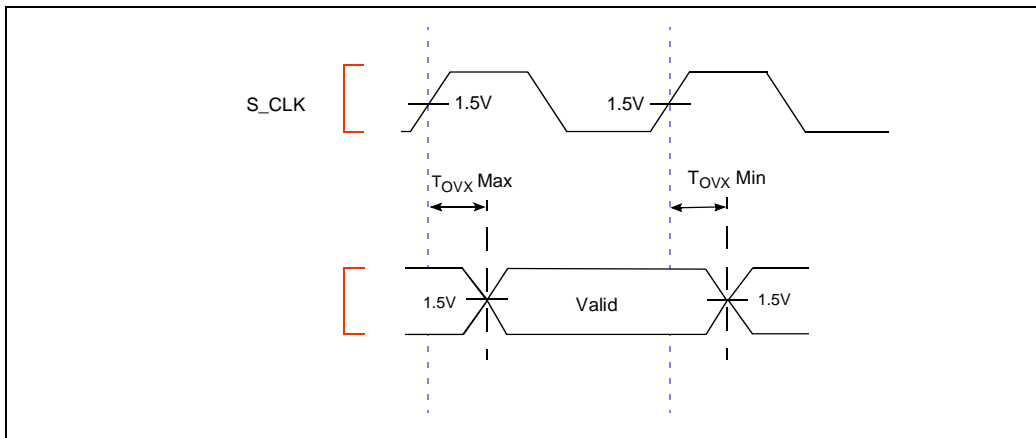 S_CLK
1.5V
1.5V
TOVX Max
TOVX Min
1.5V
Valid
1.5V